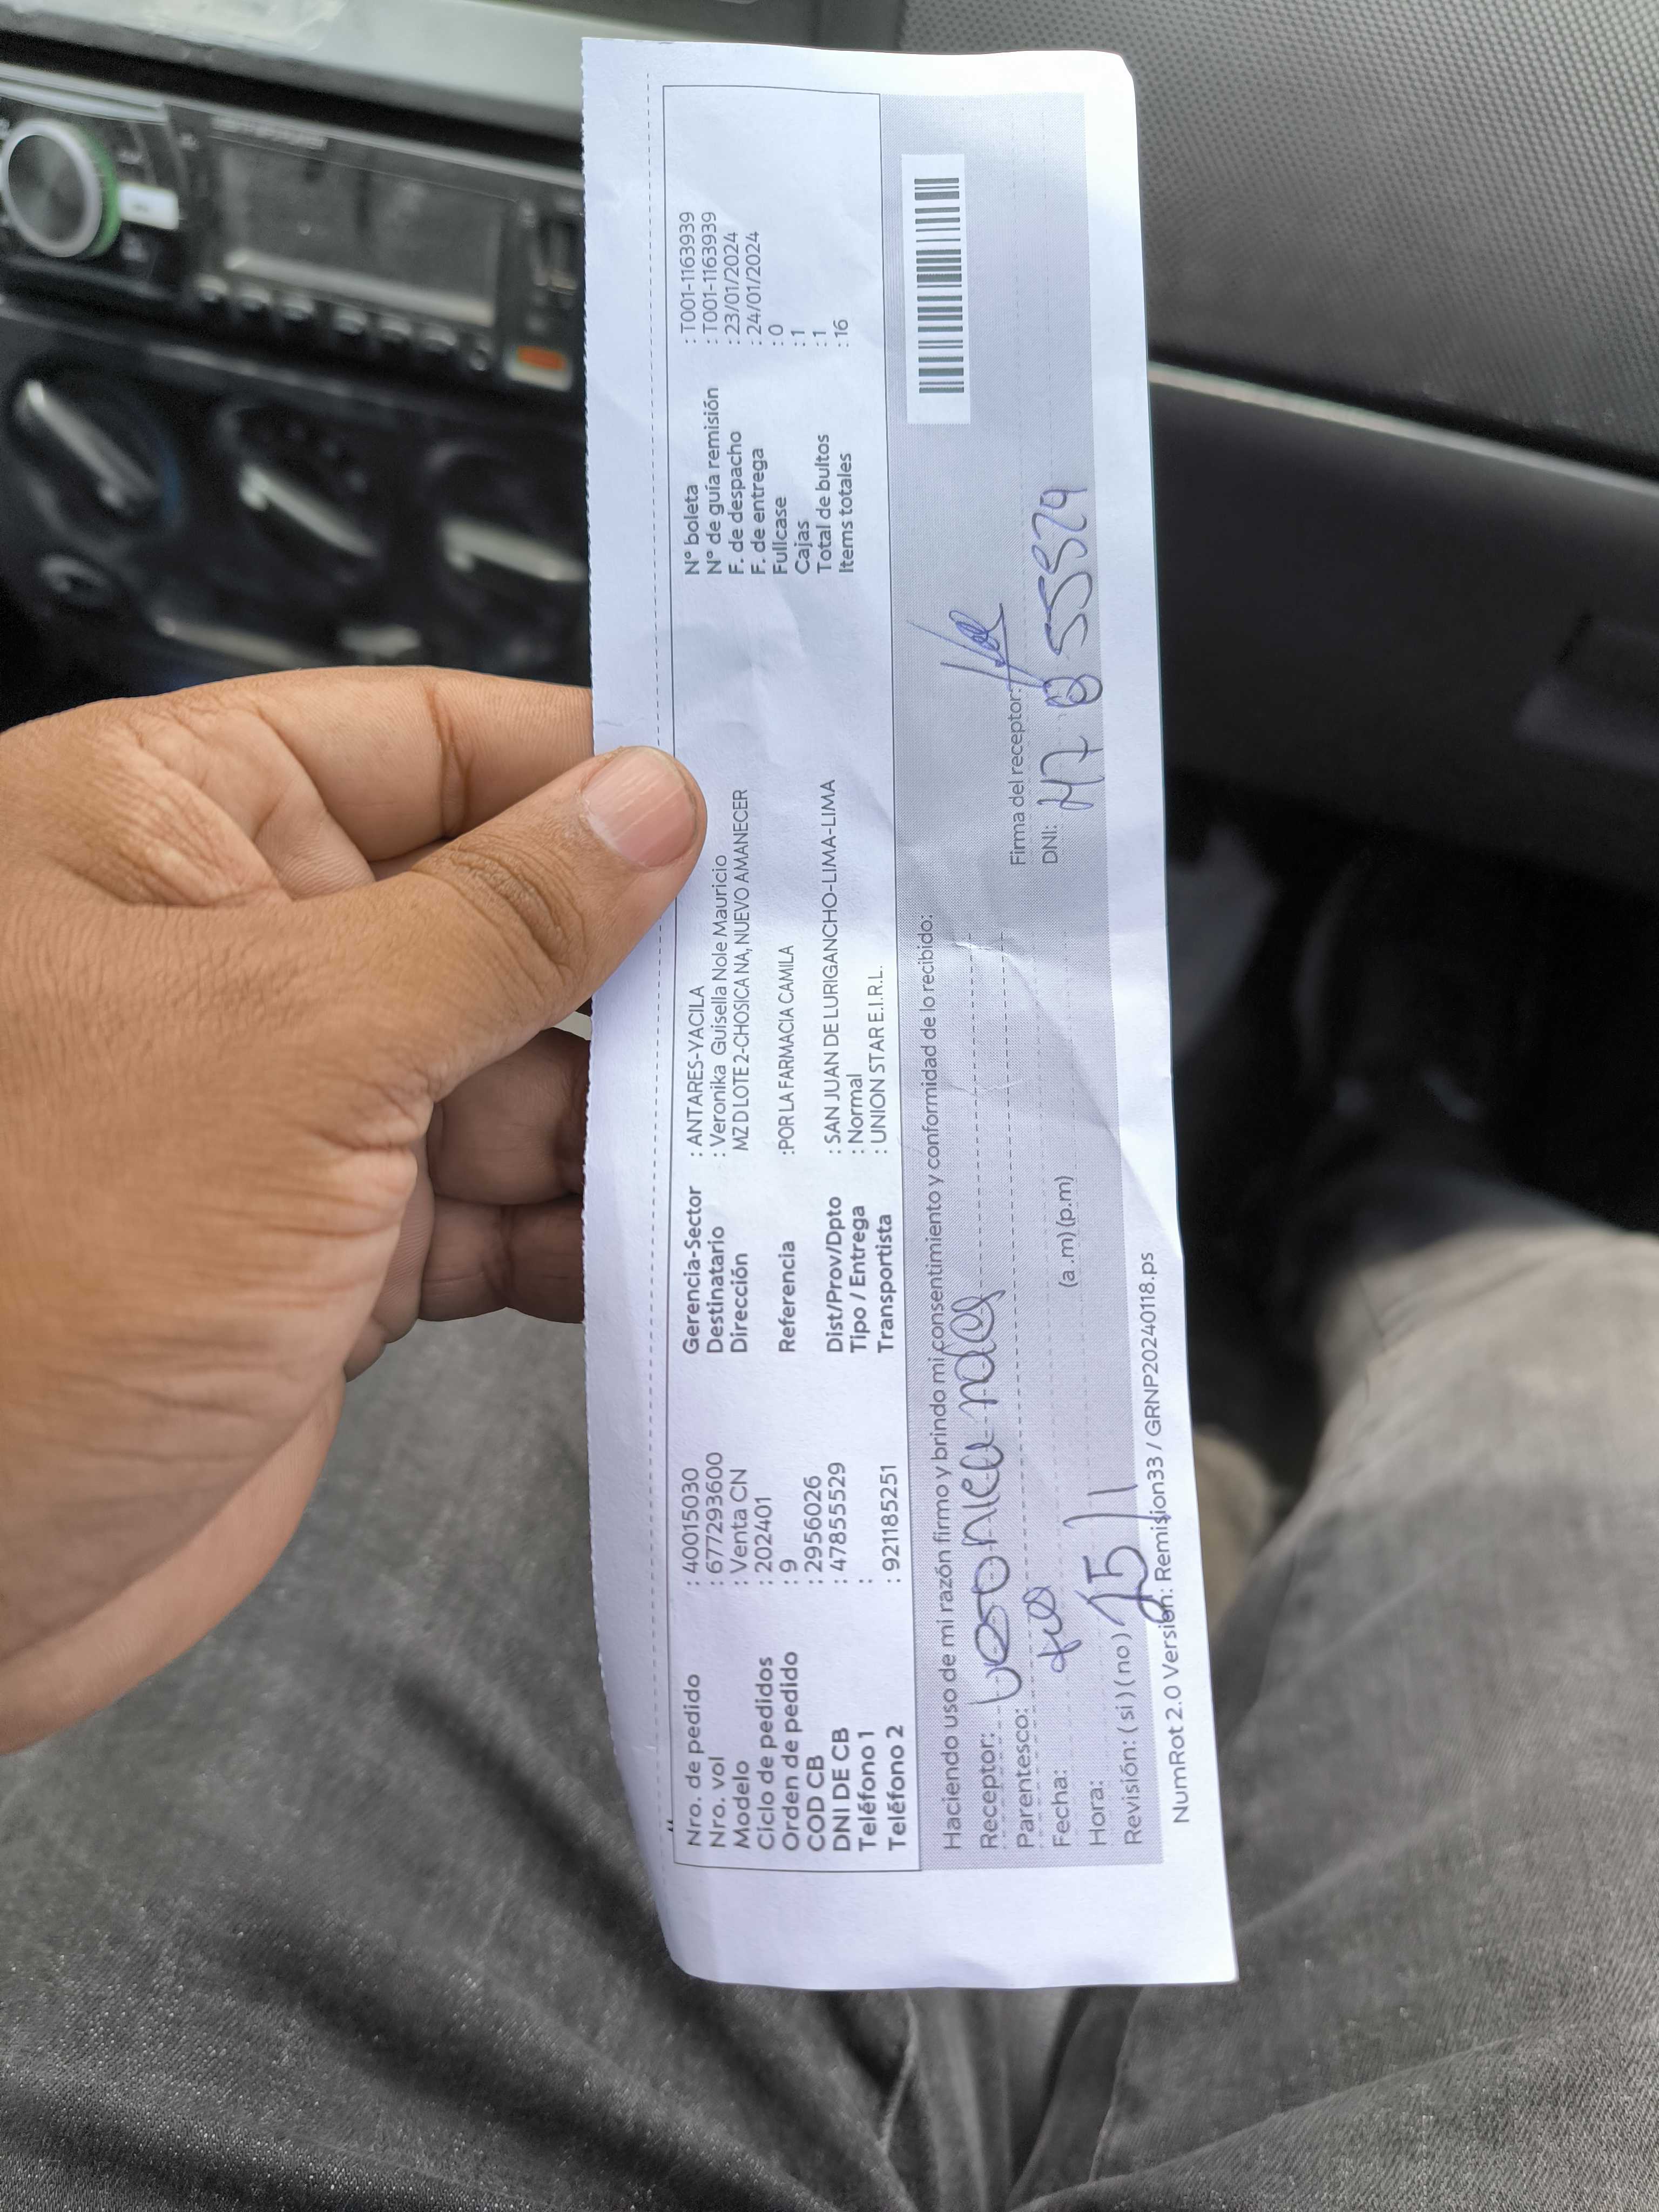 Nro. de pedido : 40015030
Nro. vol : 677293600
Modelo : Venta CN
Ciclo de pedidos : 202401
Orden de pedido : 9
COD CB : 2956026
DNI DE CB : 47855529
Teléfono 1 :
Teléfono 2 : 921185251
Gerencia-Sector : ANTARES-YACILA
Destinatario : Veronika Guisella Nole Mauricio
Dirección MZ D LOTE 2-CHOSICA NA, NUEVO AMANECER
Referencia :POR LA FARMACIA CAMILA
Dist/Prov/Dpto : SAN JUAN DE LURIGANCHO-LIMA-LIMA
Tipo / Entrega : Normal
Transportista : UNION STAR E.I.R.L.
N° boleta : T001-1163939
N° de guía remisión : T001-1163939
F. de despacho : 23/01/2024
F. de entrega : 24/01/2024
Fullcase : 0
Cajas : 1
Total de bultos : 1
Items totales : 16
Haciendo uso de mi razón firmo y brindo mi consentimiento y conformidad de lo recibido:
Receptor:
Parentesco:
Fecha:
Hora: (a .m) (p.m)
Revisión: ( si ) ( no )
Firma del receptor:
DNI:
NumRot 2.0 Version: Remision33 / GRNP20240118.ps